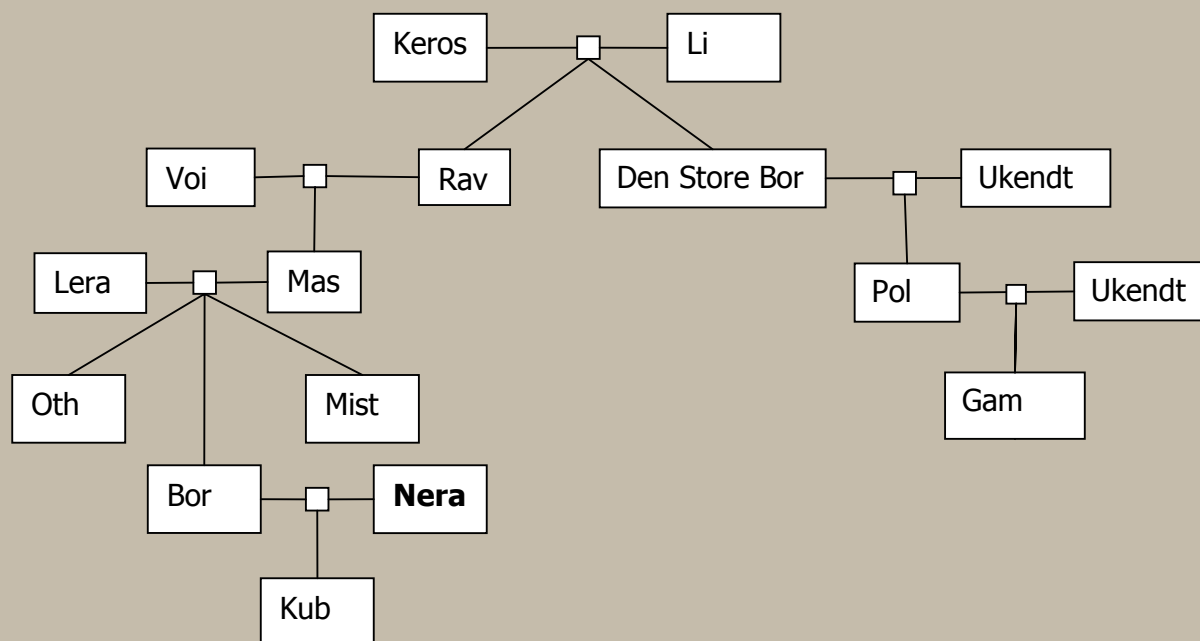 Keros
Li
Voi
Rav
Den Store Bor
Ukendt
Lera
Mas
Pol
Ukendt
Oth
Mist
Gam
Bor
Nera
Kub